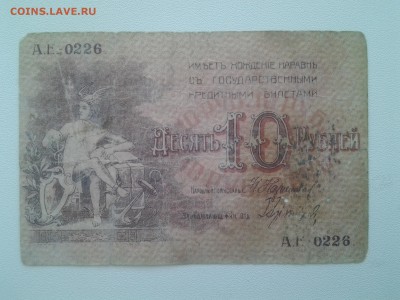 COINS.LAVE.RU
А.Е. 0226
ИМѢЕТЪ ХОЖДЕНІЕ НАРАВНѢ
СЪ ГОСУДАРСТВЕННЫМИ
КРЕДИТНЫМИ БИЛЕТАМИ.
ДЕСЯТЬ 10 РУБЛЕЙ
А.Е. 0226